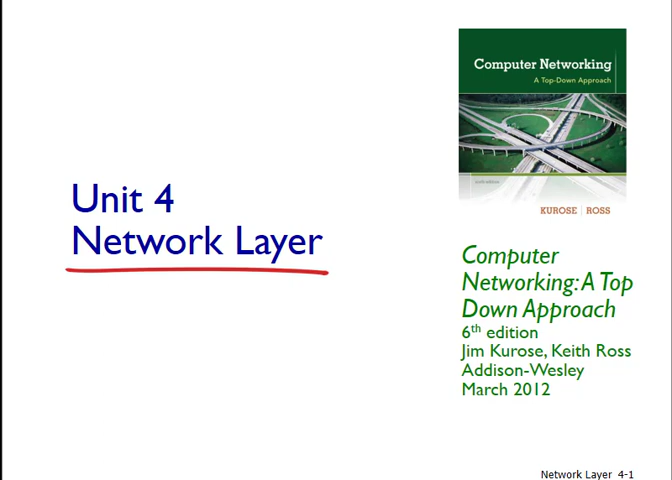 Computer Networking
A Top-Down Approach
KUROSE | ROSS
Unit 4
Network Layer
Computer
Networking: A Top
Down Approach
6th edition
Jim Kurose, Keith Ross
Addison-Wesley
March 2012
Network Layer 4-1